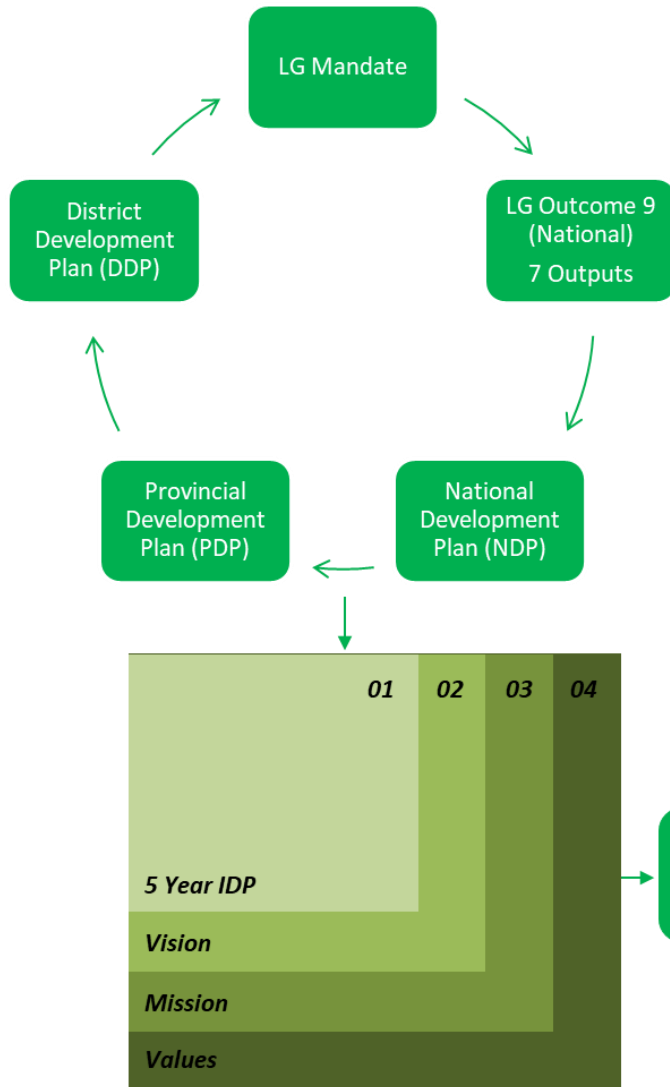 LG Mandate
District
Development
Plan (DDP)
LG Outcome 9
(National)
7 Outputs
Provincial
Development
Plan (PDP)
National
Development
Plan (NDP)
01 02 03 04
5 Year IDP
Vision
Mission
Values